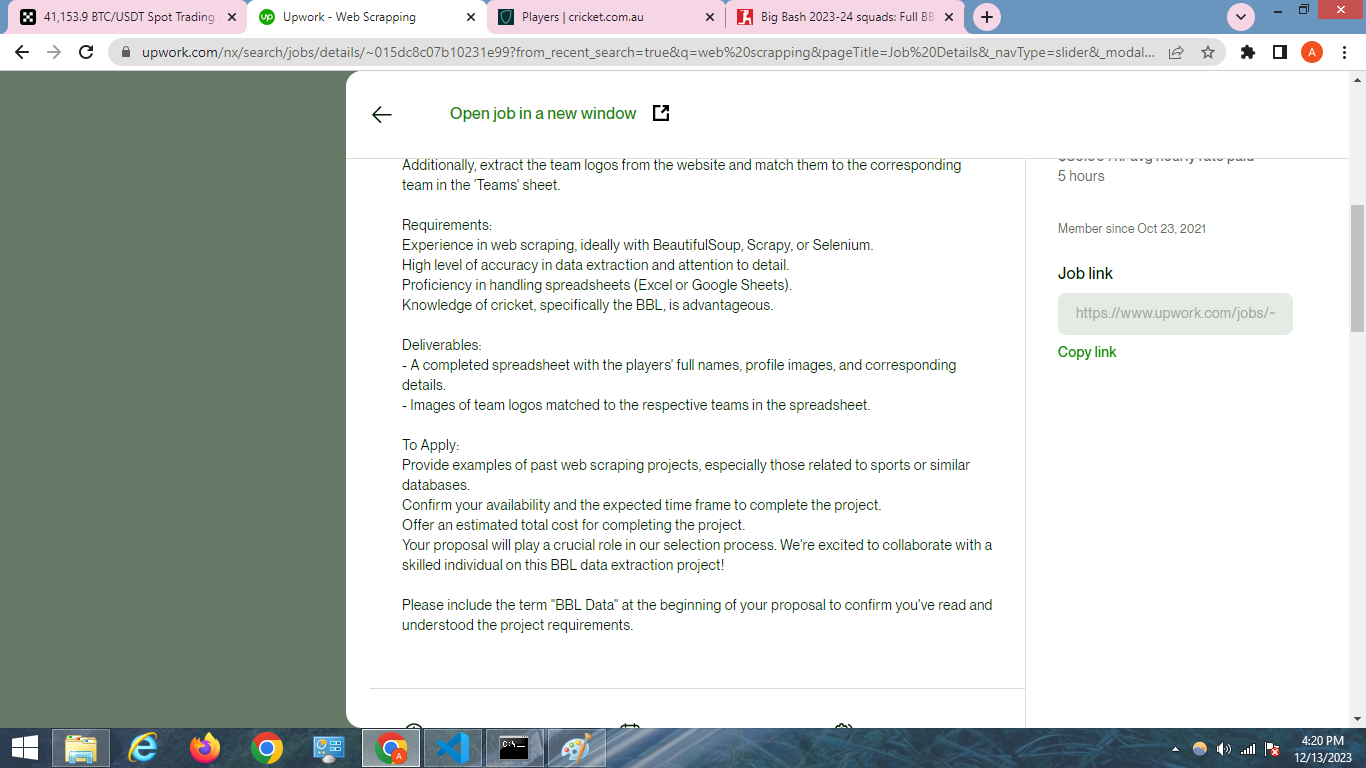 41,153.9 BTC/USDT Spot Trading
Upwork - Web Scrapping
Players | cricket.com.au
Big Bash 2023-24 squads: Full BB
upwork.com/nx/search/jobs/details/~015dc8c07b10231e99?from_recent_search=true&q=web%20scrapping&pageTitle=Job%20Details&_navType=slider&_modal...
A
Open job in a new window
Additionally, extract the team logos from the website and match them to the corresponding
team in the 'Teams' sheet.
Requirements:
Experience in web scraping, ideally with BeautifulSoup, Scrapy, or Selenium.
High level of accuracy in data extraction and attention to detail.
Proficiency in handling spreadsheets (Excel or Google Sheets).
Knowledge of cricket, specifically the BBL, is advantageous.
Deliverables:
- A completed spreadsheet with the players' full names, profile images, and corresponding
details.
- Images of team logos matched to the respective teams in the spreadsheet.
To Apply:
Provide examples of past web scraping projects, especially those related to sports or similar
databases.
Confirm your availability and the expected time frame to complete the project.
Offer an estimated total cost for completing the project.
Your proposal will play a crucial role in our selection process. We're excited to collaborate with a
skilled individual on this BBL data extraction project!
Please include the term "BBL Data" at the beginning of your proposal to confirm you've read and
understood the project requirements.
avg hourly rate paid
5 hours
Member since Oct 23, 2021
Job link
https://www.upwork.com/jobs/~
Copy link
4:20 PM
12/13/2023